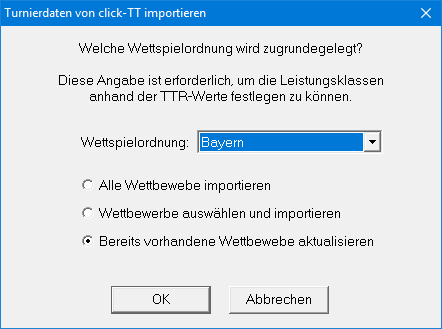 Turnierdaten von click-TT importieren
Welche Wettspielordnung wird zugrundegelegt?
Diese Angabe ist erforderlich, um die Leistungsklassen
anhand der TTR-Werte festlegen zu können.
Wettspielordnung: Bayern
Alle Wettbewebe importieren
Wettbewerbe auswählen und importieren
Bereits vorhandene Wettbewebe aktualisieren
OK Abbrechen